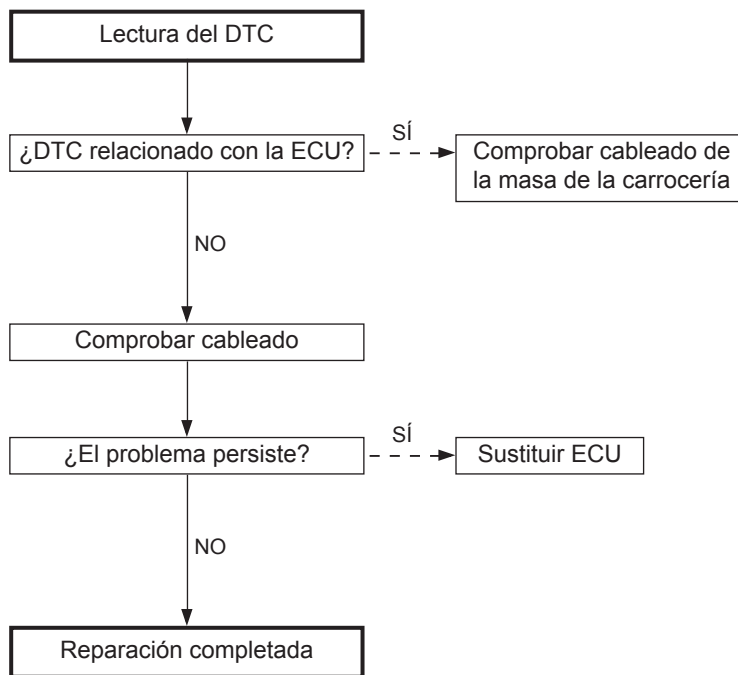 Lectura del DTC
¿DTC relacionado con la ECU?
SÍ
Comprobar cableado de
la masa de la carrocería
NO
Comprobar cableado
¿El problema persiste?
SÍ
Sustituir ECU
NO
Reparación completada